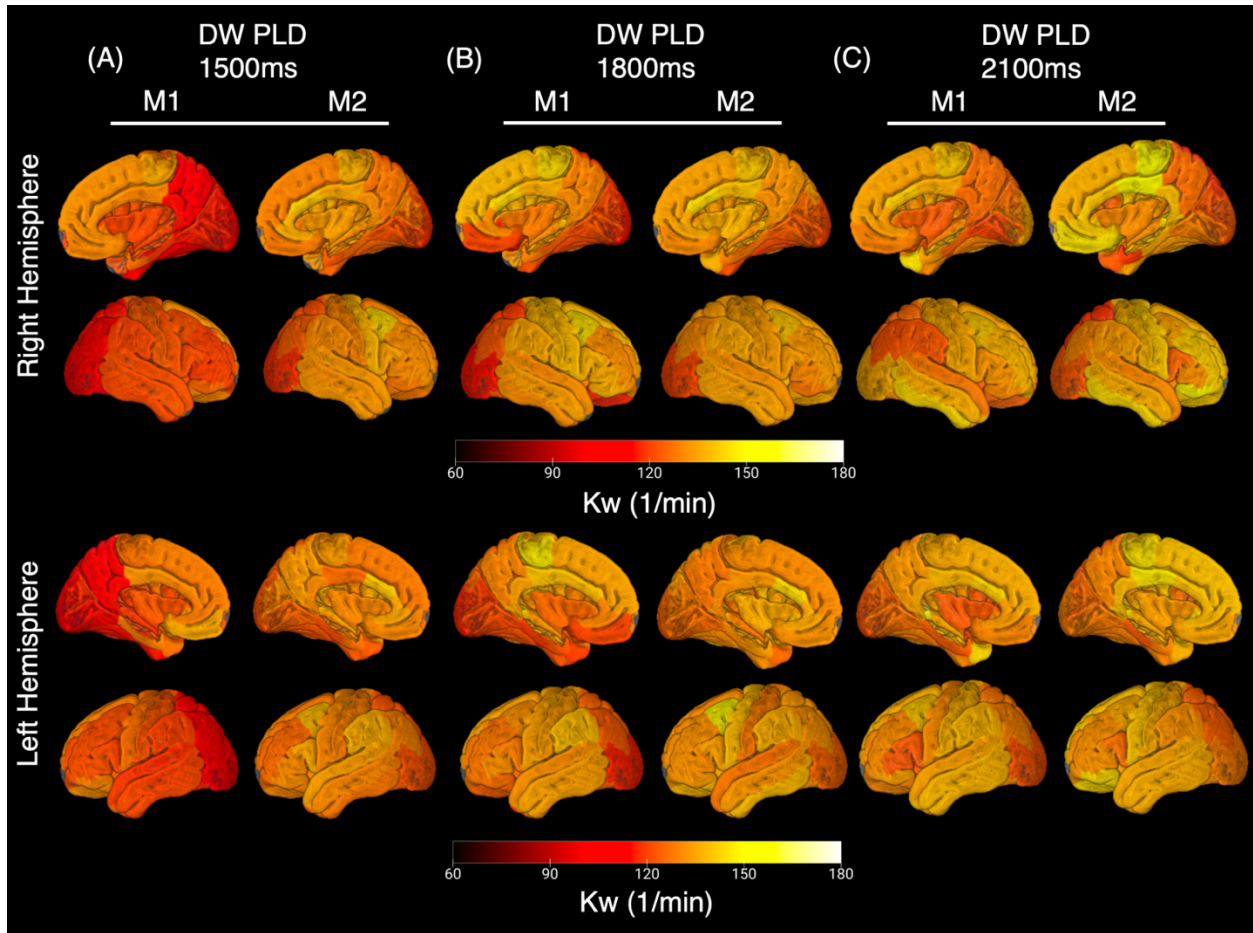 (A) DW PLD 1500ms
M1 M2
(B) DW PLD 1800ms
M1 M2
(C) DW PLD 2100ms
M1 M2
Right Hemisphere
60 90 120 150 180
Kw (1/min)
Left Hemisphere
60 90 120 150 180
Kw (1/min)